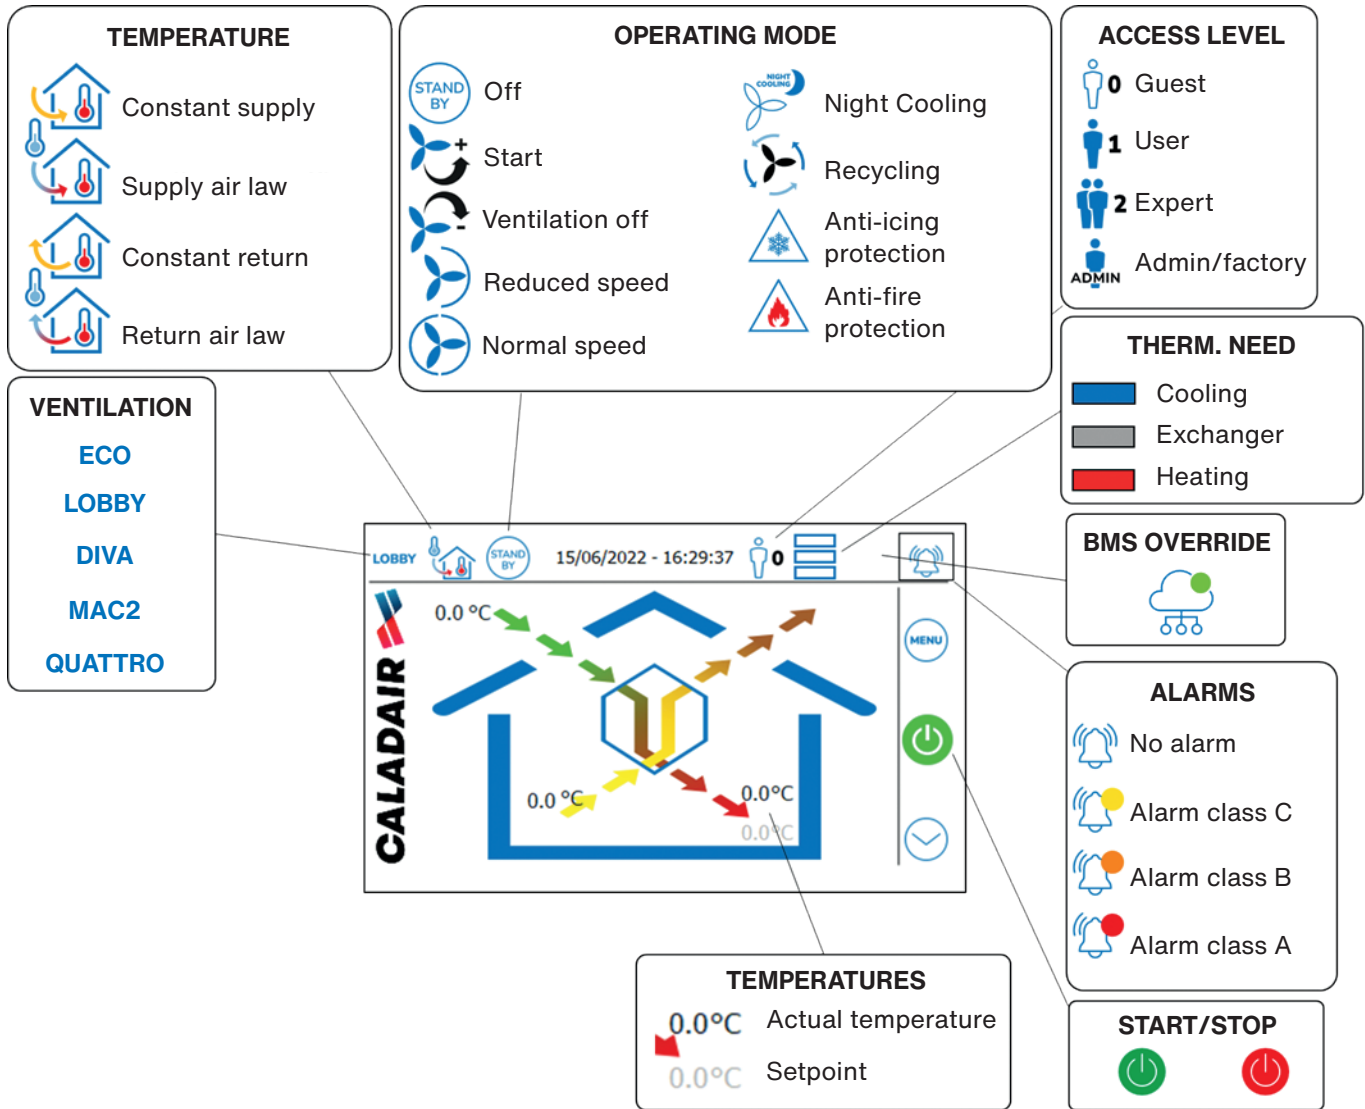 TEMPERATURE
Constant supply
Supply air law
Constant return
Return air law
OPERATING MODE
STAND
BY
Off
+
Start
-
Ventilation off
Reduced speed
Normal speed
NIGHT
COOLING
Night Cooling
Recycling
Anti-icing
protection
Anti-fire
protection
ACCESS LEVEL
0 Guest
1 User
2 Expert
ADMIN
Admin/factory
THERM. NEED
Cooling
Exchanger
Heating
VENTILATION
ECO
LOBBY
DIVA
MAC2
QUATTRO
BMS OVERRIDE
LOBBY
STAND
BY
15/06/2022 - 16:29:37
0
CALADAIR
0.0 °C
MENU
0.0 °C
0.0°C
0.0°C
ALARMS
No alarm
Alarm class C
Alarm class B
Alarm class A
TEMPERATURES
0.0°C Actual temperature
0.0°C Setpoint
START/STOP